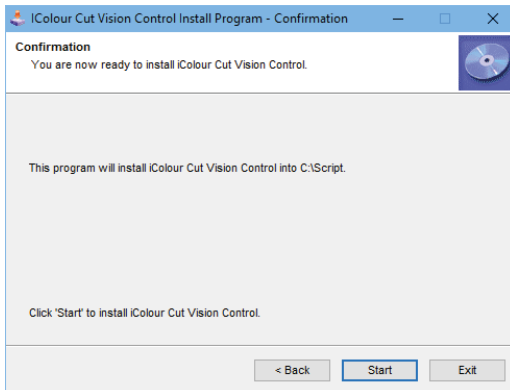 IColour Cut Vision Control Install Program - Confirmation
Confirmation
You are now ready to install iColour Cut Vision Control.
This program will install iColour Cut Vision Control into C:\Script.
Click 'Start' to install iColour Cut Vision Control.
< Back
Start
Exit